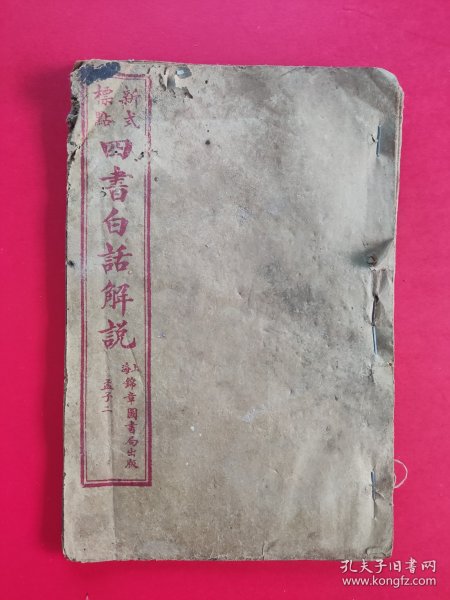 新式
標點
四書白話解說
上海
錦章圖書局出版
孟子二
孔夫子旧书网
www.kongfz.com